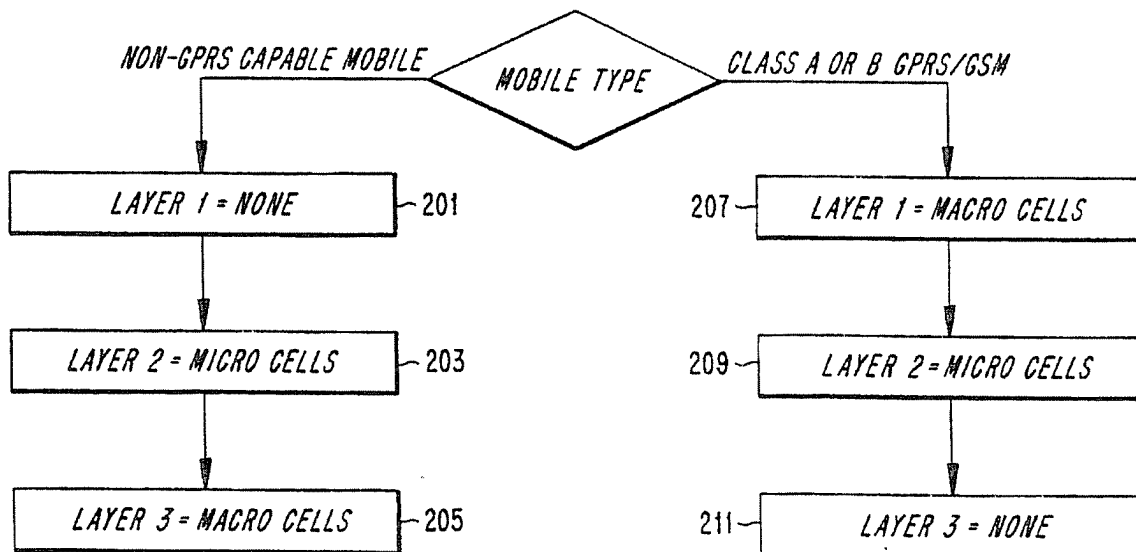 NON-GPRS CAPABLE MOBILE
MOBILE TYPE
CLASS A OR B GPRS/GSM
LAYER 1 = NONE
201
207
LAYER 1 = MACRO CELLS
LAYER 2 = MICRO CELLS
203
209
LAYER 2 = MICRO CELLS
LAYER 3 = MACRO CELLS
205
211
LAYER 3 = NONE